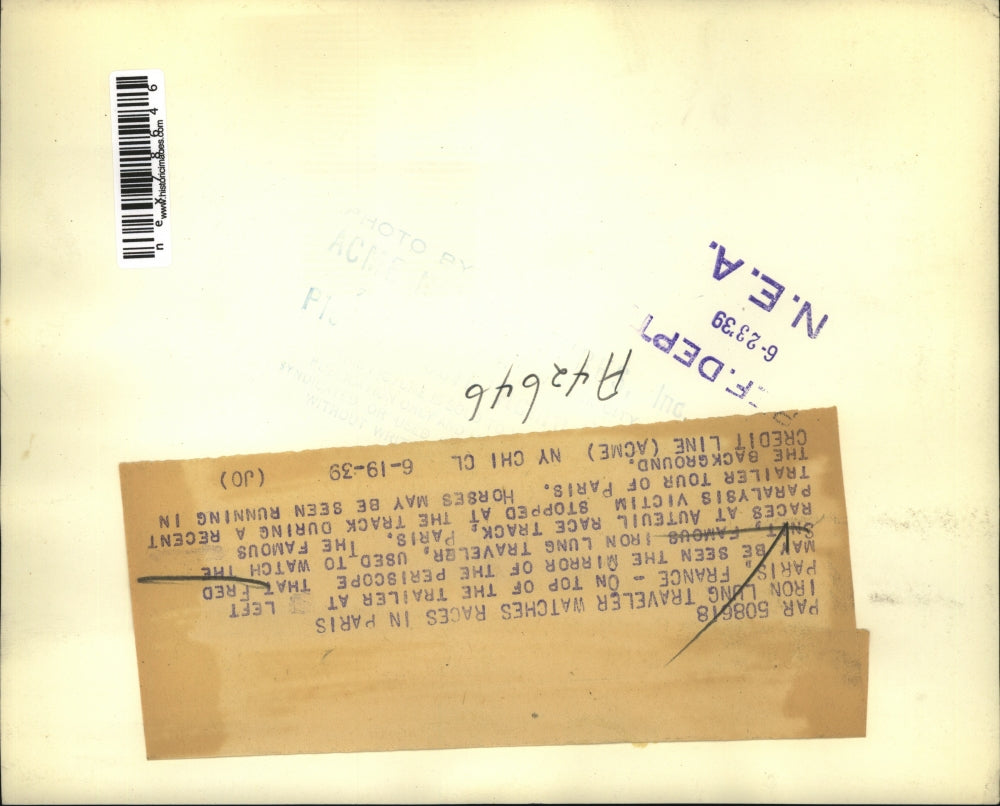 nex78646
www.historicimages.com
PHOTO BY
ACME
WITHOUT
Inc.
N.E.A.
6-23'39
F. DEPT
A42646
PAR 508618
IRON LUNG TRAVELER WATCHES RACES IN PARIS
PARIS, FRANCE - ON TOP OF THE TRAILER AT LEFT
MAY BE SEEN THE MIRROR OF THE PERISCOPE THAT FRED
FAMOUS IRON LUNG TRAVELER, USED TO WATCH THE
RACES AT AUTEUIL RACE TRACK, PARIS. THE FAMOUS
PARALYSIS VICTIM STOPPED AT THE TRACK DURING A RECENT
TRAILER TOUR OF PARIS. HORSES MAY BE SEEN RUNNING IN
THE BACKGROUND.
CREDIT LINE (ACME) NY CHI CL 6-19-39 (JO)